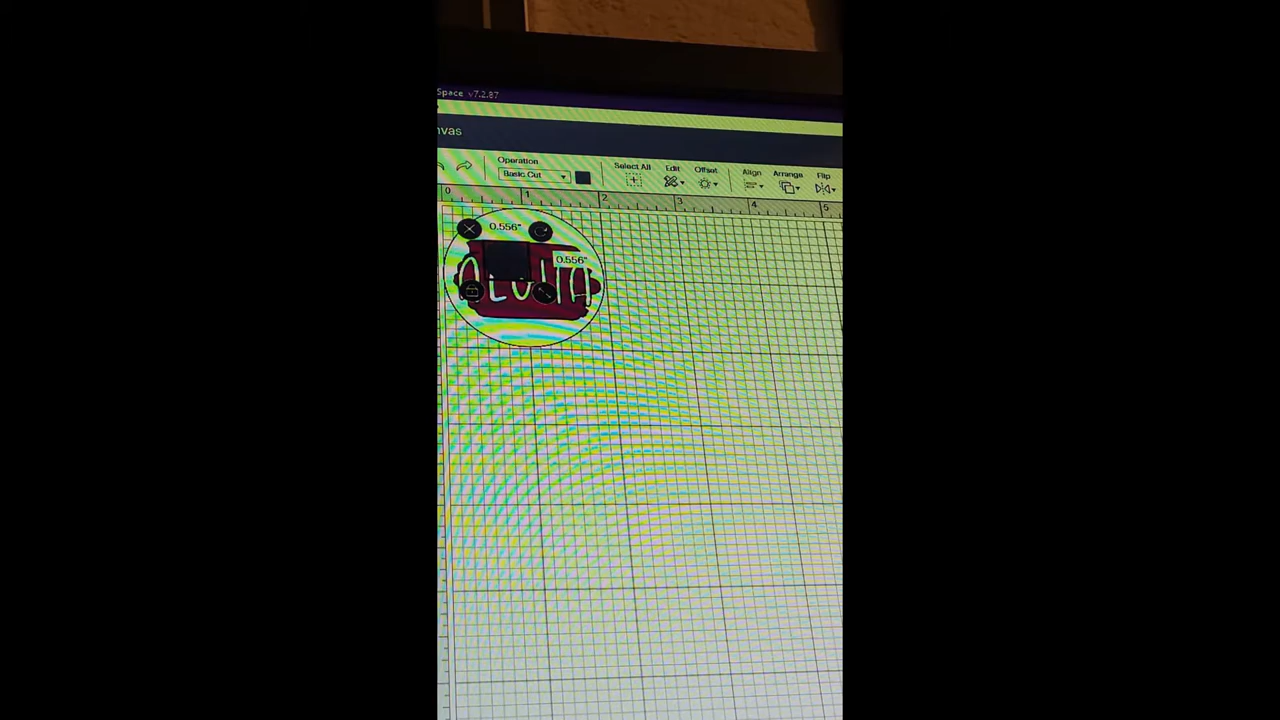 Space v7.2.87
nvas
Operation
Basic Cut
Select All
Edit
Offset
Align
Arrange
Flip
0 1 2 3 4 5
0.556"
0.556"